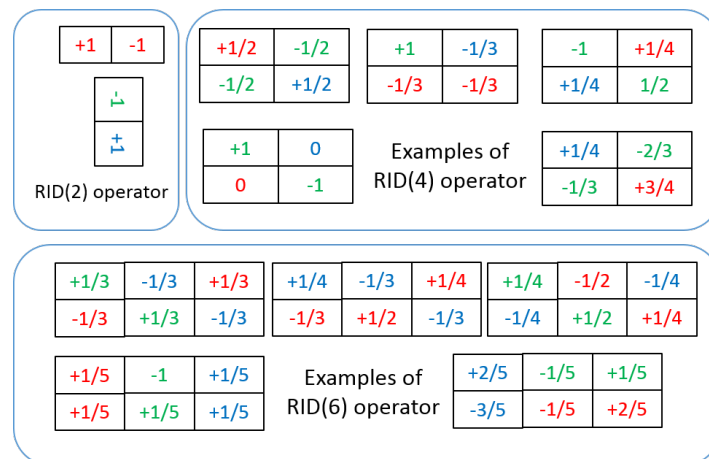 +1 -1
-1
+1
RID(2) operator
+1/2 -1/2
-1/2 +1/2
+1 -1/3
-1/3 -1/3
-1 +1/4
+1/4 1/2
+1 0
0 -1
Examples of
RID(4) operator
+1/4 -2/3
-1/3 +3/4
+1/3 -1/3 +1/3
-1/3 +1/3 -1/3
+1/4 -1/3 +1/4
-1/3 +1/2 -1/3
+1/4 -1/2 -1/4
-1/4 +1/2 +1/4
+1/5 -1 +1/5
+1/5 +1/5 +1/5
Examples of
RID(6) operator
+2/5 -1/5 +1/5
-3/5 -1/5 +2/5